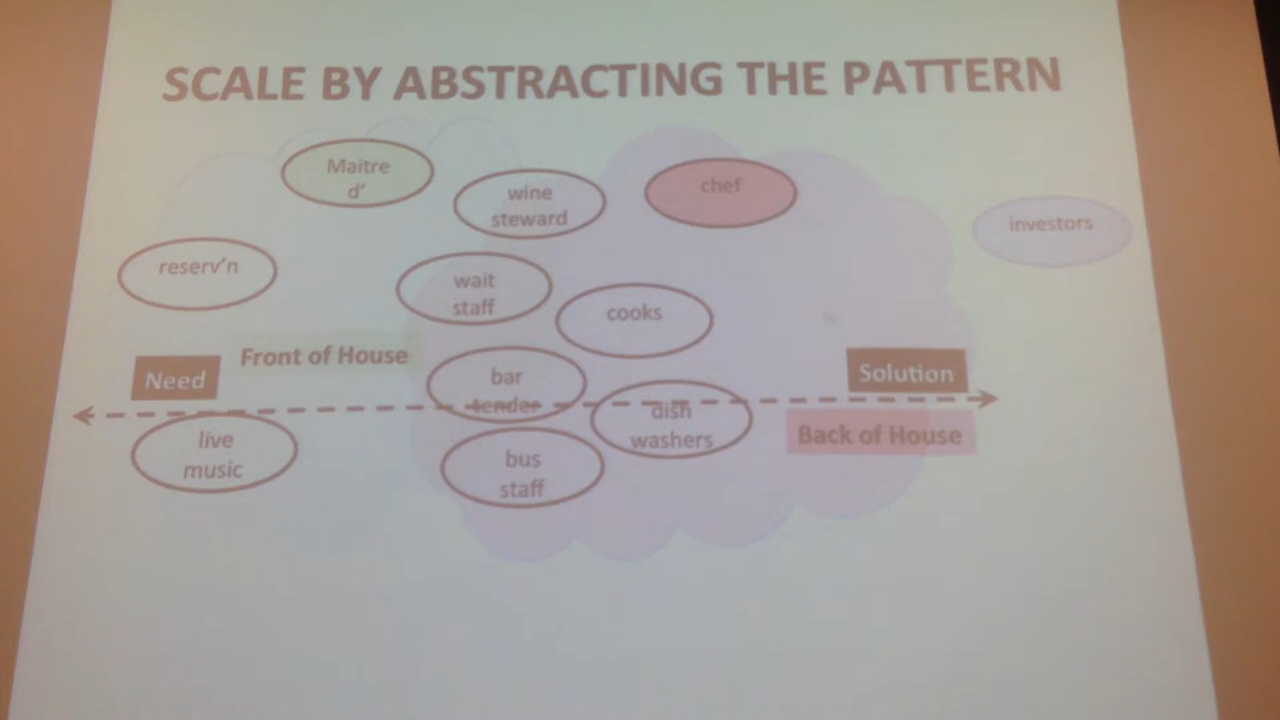 SCALE BY ABSTRACTING THE PATTERN
Maitre
d'
wine
steward
chef
investors
reserv'n
wait
staff
cooks
Front of House
Need
bar
tender
dish
washers
Solution
Back of House
live
music
bus
staff